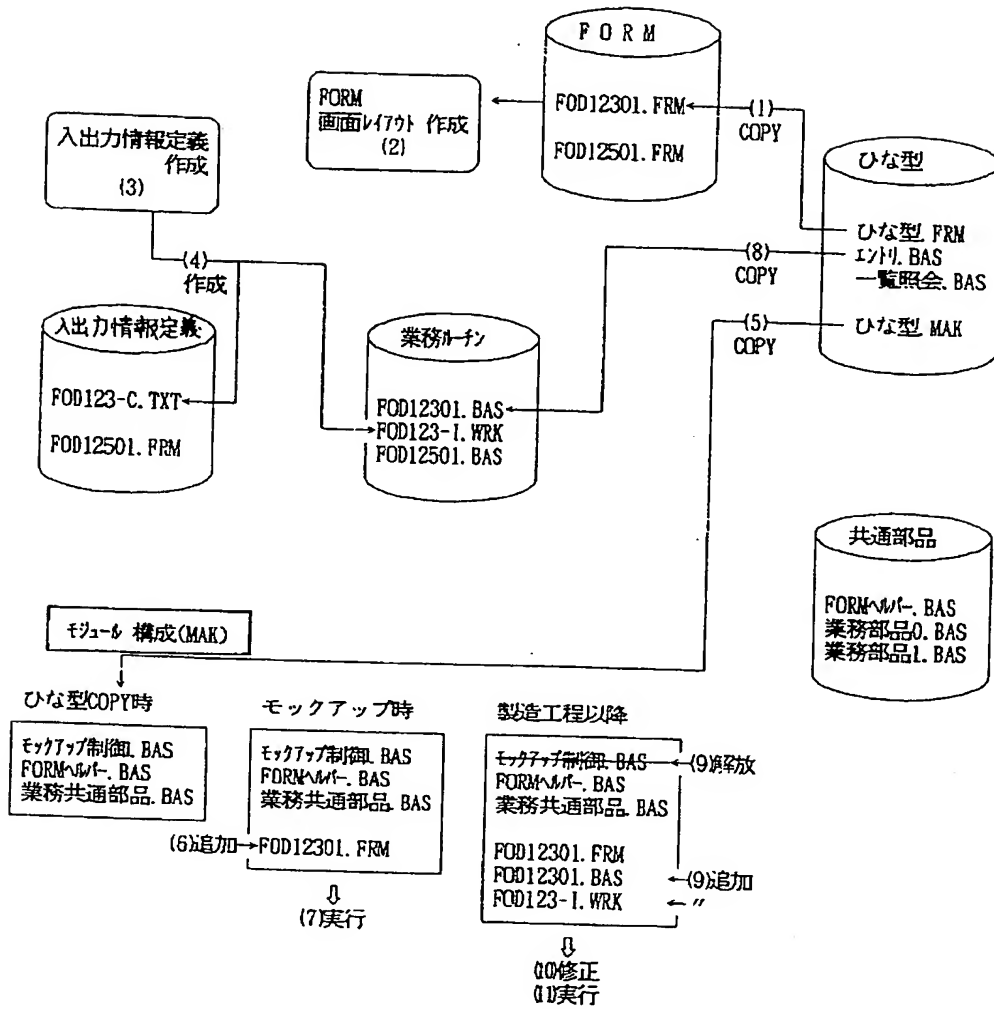 FORM
FOD12301.FRM
FOD12501.FRM
(1)
COPY
FORM
画面レイアウト 作成
(2)
入出力情報定義
作成
(3)
ひな型
ひな型.FRM
エントリ.BAS
一覧照会.BAS
ひな型.MAK
(8)
COPY
(5)
COPY
(4)
作成
入出力情報定義
FOD123-C.TXT
FOD12501.FRM
業務ルーチン
FOD12301.BAS
FOD123-I.WRK
FOD12501.BAS
共通部品
FORMヘルパー.BAS
業務部品0.BAS
業務部品1.BAS
モジュール 構成(MAK)
ひな型COPY時
モックアップ制御.BAS
FORMヘルパー.BAS
業務共通部品.BAS
モックアップ時
モックアップ制御.BAS
FORMヘルパー.BAS
業務共通部品.BAS
(6)追加
FOD12301.FRM
(7)実行
製造工程以降
モックアップ制御.BAS
(9)解放
FORMヘルパー.BAS
業務共通部品.BAS
FOD12301.FRM
FOD12301.BAS
(9)追加
FOD123-I.WRK
〃
(10)修正
(11)実行